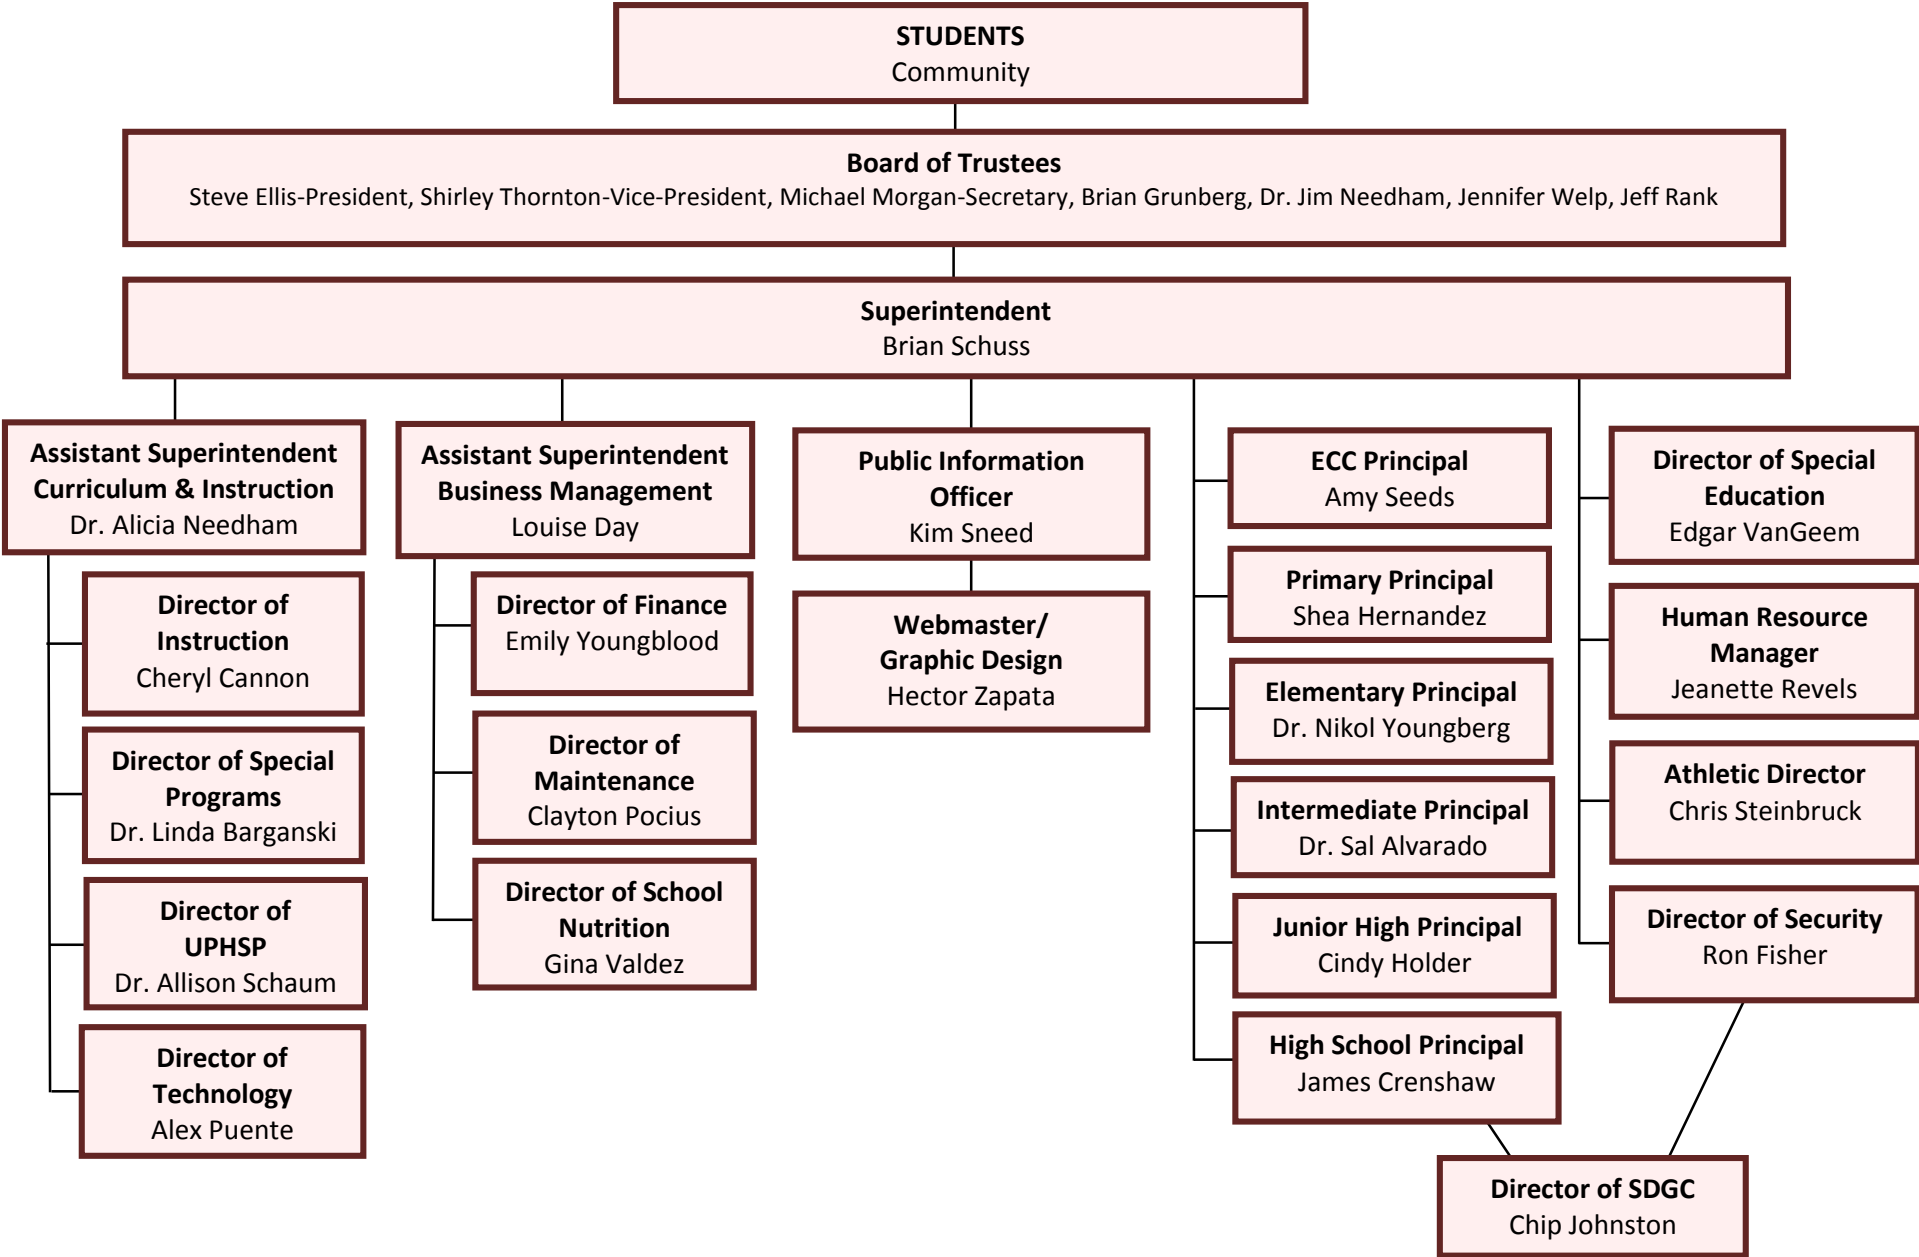 STUDENTS
Community
Board of Trustees
Steve Ellis-President, Shirley Thornton-Vice-President, Michael Morgan-Secretary, Brian Grunberg, Dr. Jim Needham, Jennifer Welp, Jeff Rank
Superintendent
Brian Schuss
Assistant Superintendent
Curriculum & Instruction
Dr. Alicia Needham
Director of
Instruction
Cheryl Cannon
Director of Special
Programs
Dr. Linda Barganski
Director of
UPHSP
Dr. Allison Schaum
Director of
Technology
Alex Puente
Assistant Superintendent
Business Management
Louise Day
Director of Finance
Emily Youngblood
Director of
Maintenance
Clayton Pocius
Director of School
Nutrition
Gina Valdez
Public Information
Officer
Kim Sneed
Webmaster/
Graphic Design
Hector Zapata
ECC Principal
Amy Seeds
Primary Principal
Shea Hernandez
Elementary Principal
Dr. Nikol Youngberg
Intermediate Principal
Dr. Sal Alvarado
Junior High Principal
Cindy Holder
High School Principal
James Crenshaw
Director of Special
Education
Edgar VanGeem
Human Resource
Manager
Jeanette Revels
Athletic Director
Chris Steinbruck
Director of Security
Ron Fisher
Director of SDGC
Chip Johnston